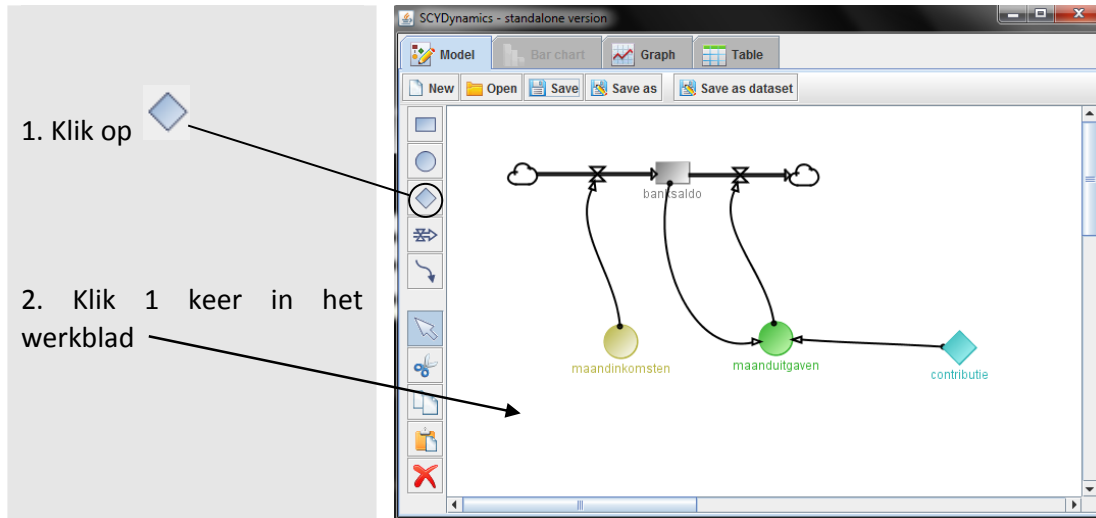 1. Klik op
2. Klik 1 keer in het
werkblad
SCYDynamics - standalone version
Model Bar chart Graph Table
New Open Save Save as Save as dataset
banksaldo
maandinkomsten
maanduitgaven
contributie